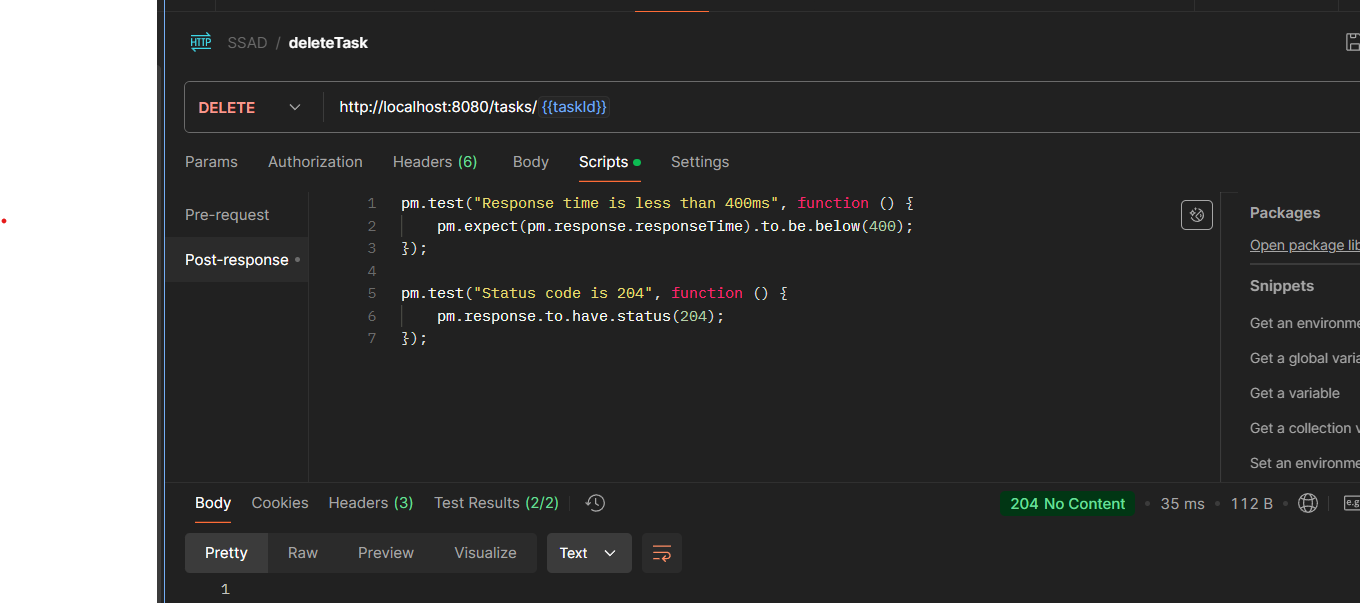 HTTP SSAD / deleteTask
DELETE http://localhost:8080/tasks/ {{taskId}}
Params Authorization Headers (6) Body Scripts Settings
Pre-request
Post-response
1 pm.test("Response time is less than 400ms", function () {
2 pm.expect(pm.response.responseTime).to.be.below(400);
3 });
4
5 pm.test("Status code is 204", function () {
6 pm.response.to.have.status(204);
7 });
Packages
Open package lib
Snippets
Get an environme
Get a global varia
Get a variable
Get a collection v
Set an environme
Body Cookies Headers (3) Test Results (2/2) 204 No Content 35 ms 112 B e.g
Pretty Raw Preview Visualize Text
1